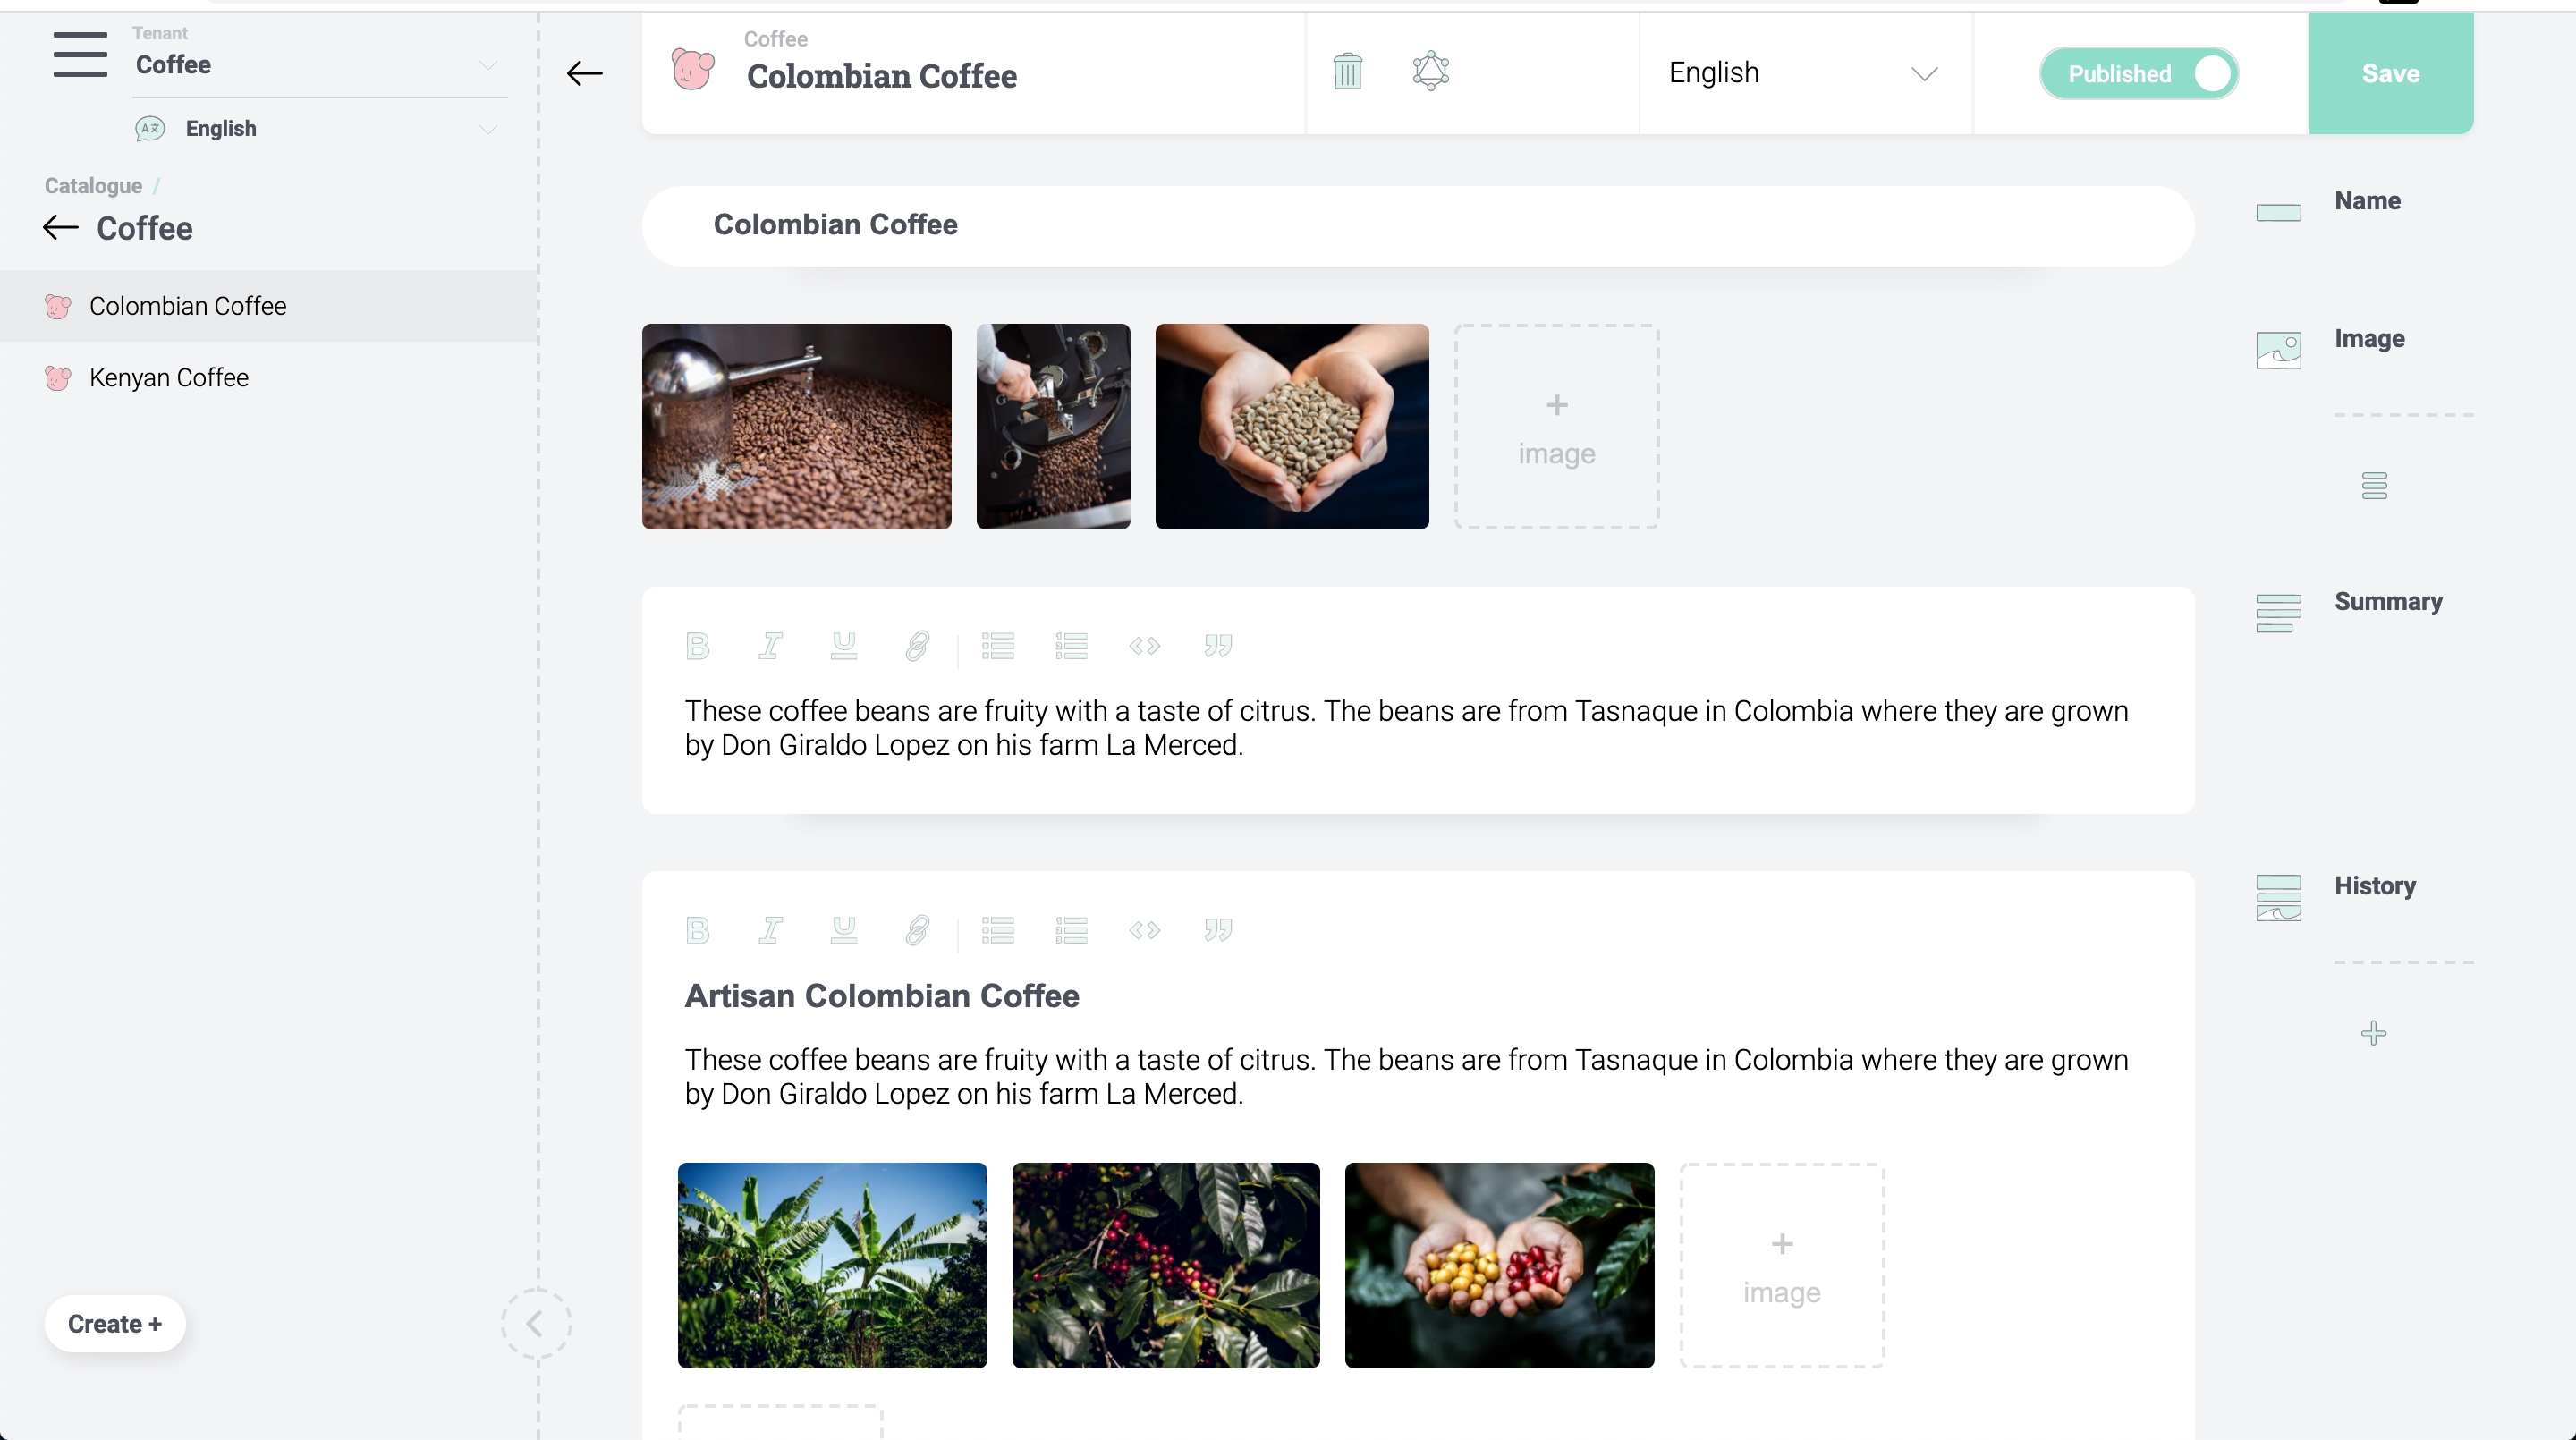 Tenant
Coffee
English
Catalogue /
Coffee
Colombian Coffee
Kenyan Coffee
Create +
Coffee
Colombian Coffee
English
Published
Save
Colombian Coffee
Name
+
image
Image
B I U
These coffee beans are fruity with a taste of citrus. The beans are from Tasnaque in Colombia where they are grown
by Don Giraldo Lopez on his farm La Merced.
Summary
B I U
Artisan Colombian Coffee
These coffee beans are fruity with a taste of citrus. The beans are from Tasnaque in Colombia where they are grown
by Don Giraldo Lopez on his farm La Merced.
History
+
image